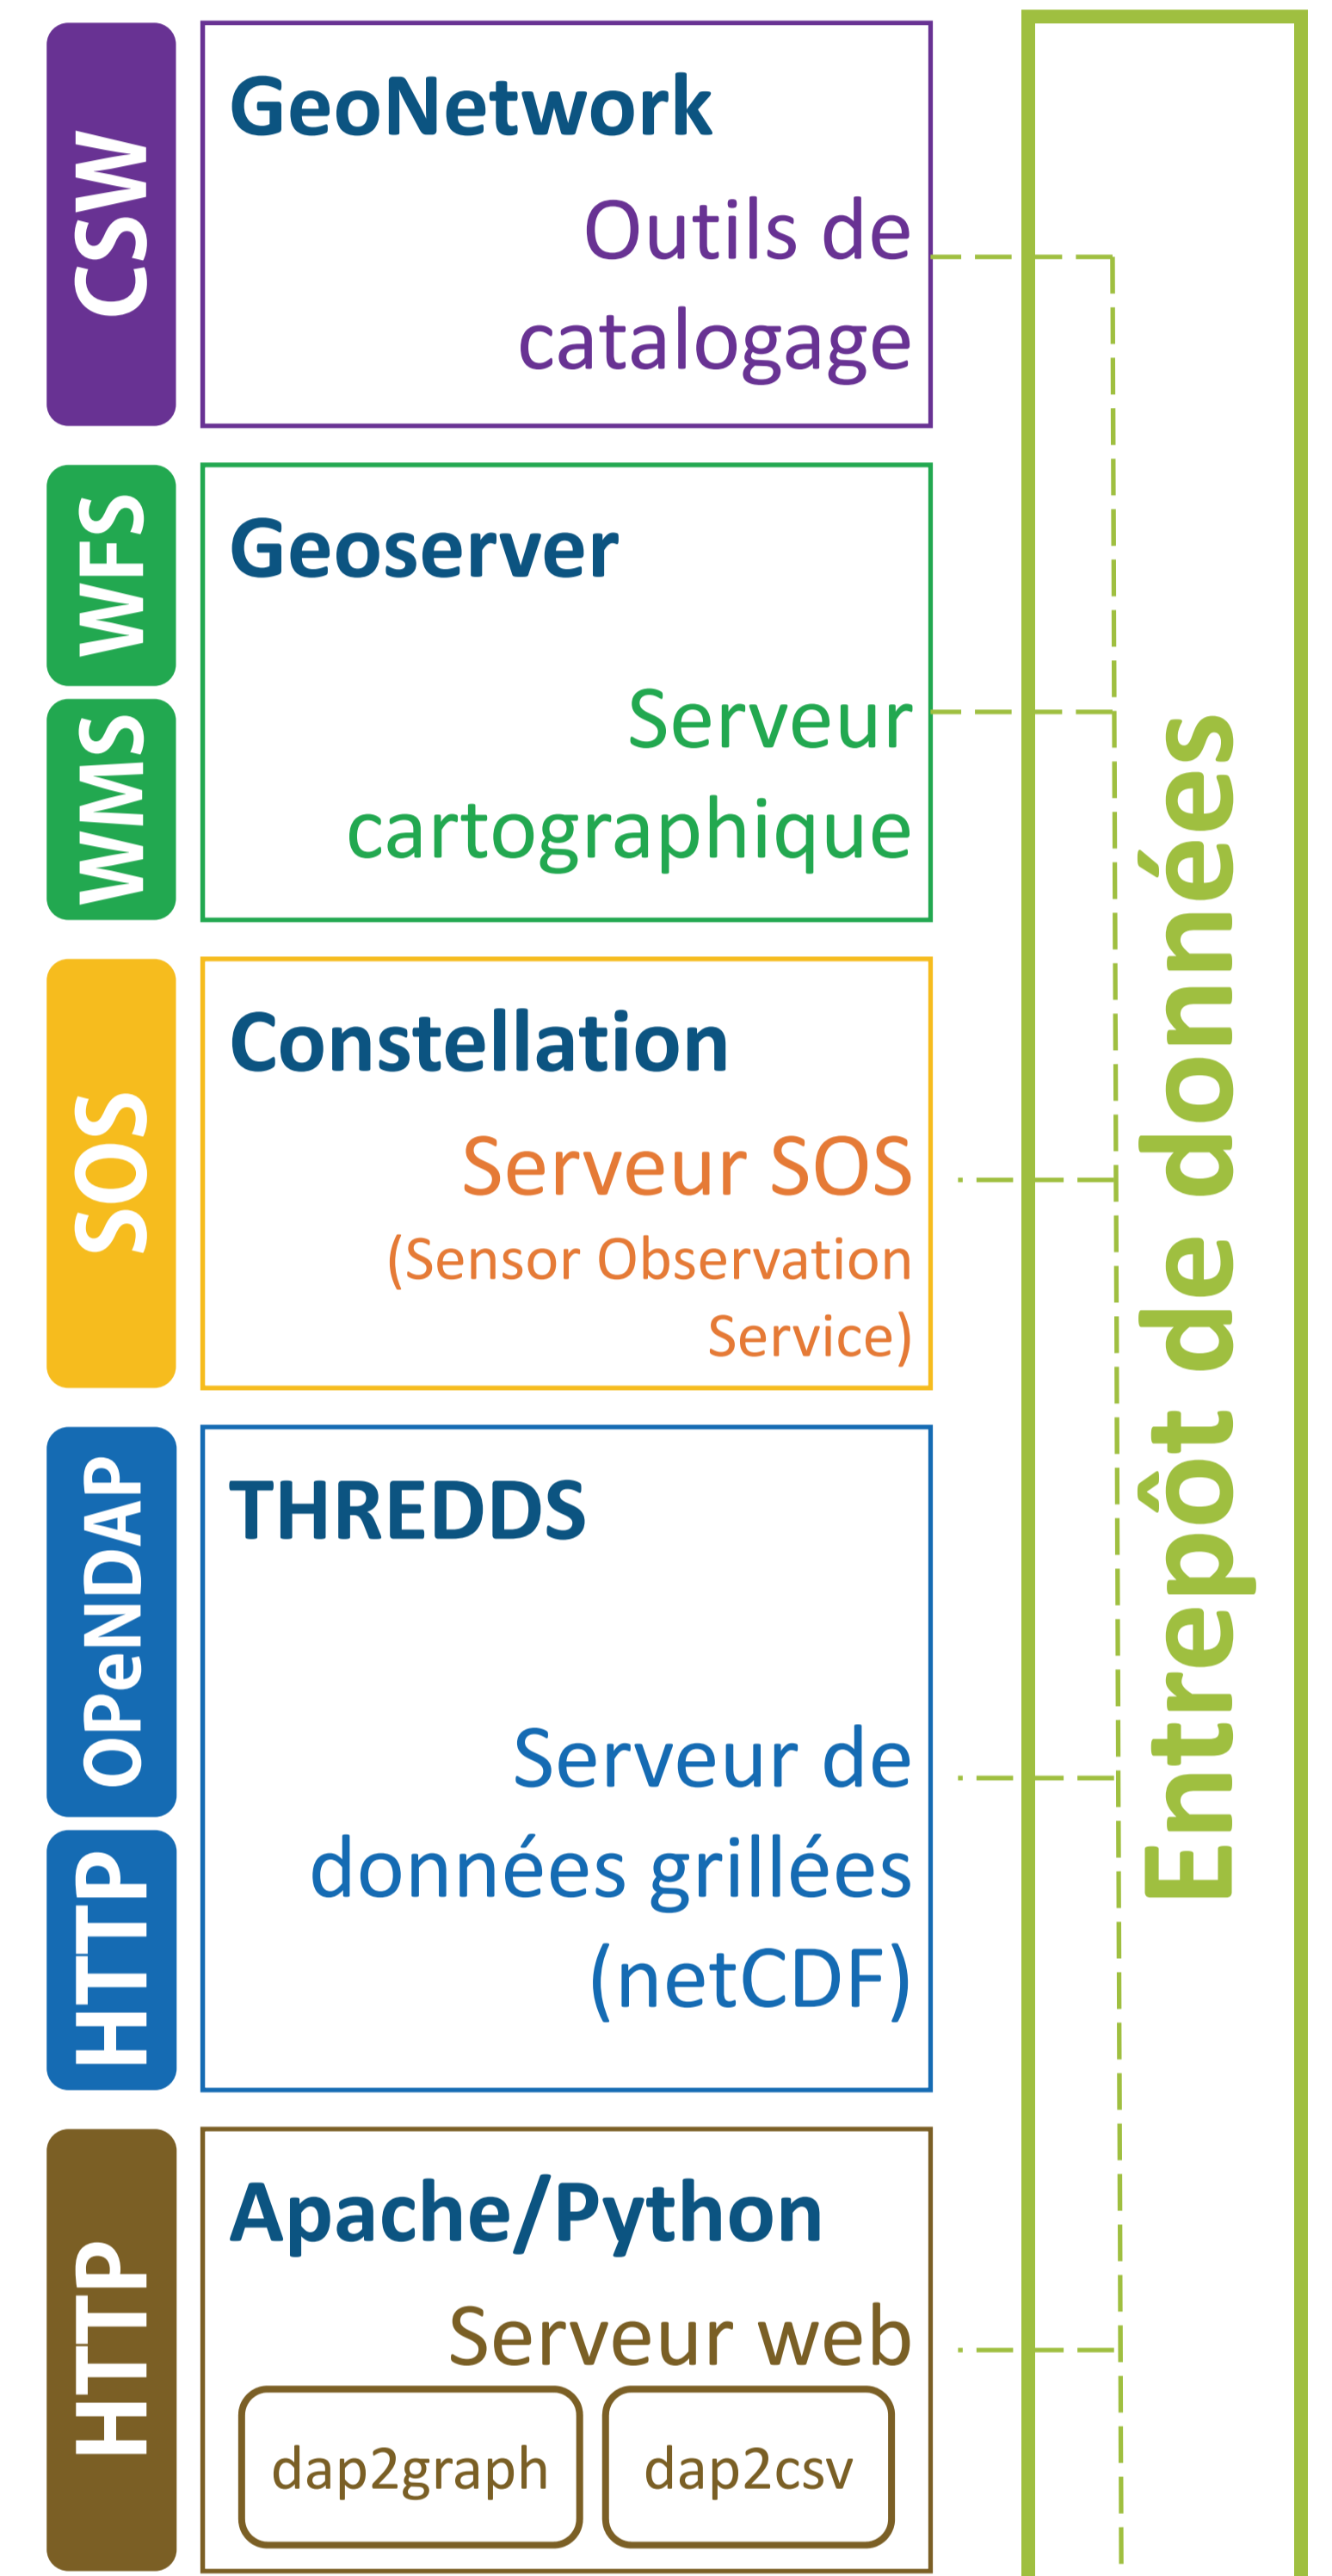 CSW
GeoNetwork
Outils de
catalogage
WFS
WMS
Geoserver
Serveur
cartographique
SOS
Constellation
Serveur SOS
(Sensor Observation
Service)
OPeNDAP
HTTP
THREDDS
Serveur de
données grillées
(netCDF)
HTTP
Apache/Python
Serveur web
dap2graph
dap2csv
Entrepôt de données